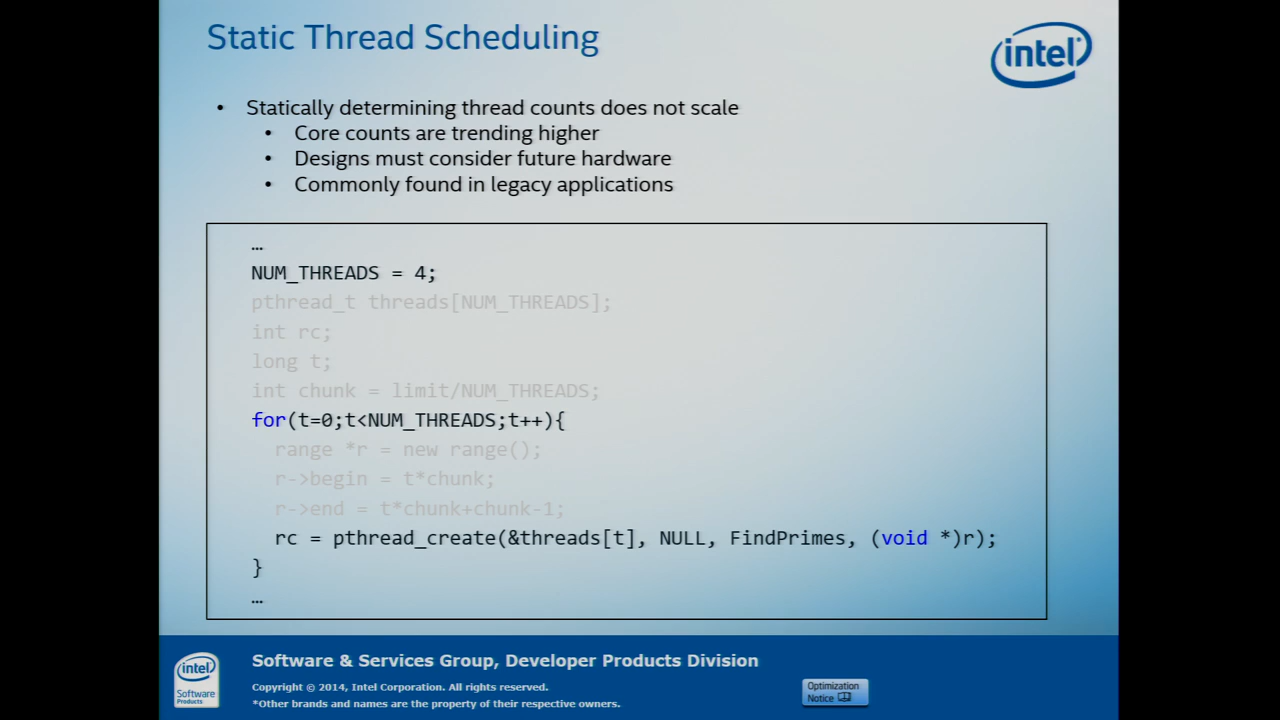 Static Thread Scheduling
intel
• Statically determining thread counts does not scale
• Core counts are trending higher
• Designs must consider future hardware
• Commonly found in legacy applications
…
NUM_THREADS = 4;
pthread_t threads[NUM_THREADS];
int rc;
long t;
int chunk = limit/NUM_THREADS;
for(t=0;t<NUM_THREADS;t++){
range *r = new range();
r->begin = t*chunk;
r->end = t*chunk+chunk-1;
rc = pthread_create(&threads[t], NULL, FindPrimes, (void *)r);
}
…
intel
Software
Products
Software & Services Group, Developer Products Division
Copyright © 2014, Intel Corporation. All rights reserved.
*Other brands and names are the property of their respective owners.
Optimization
Notice